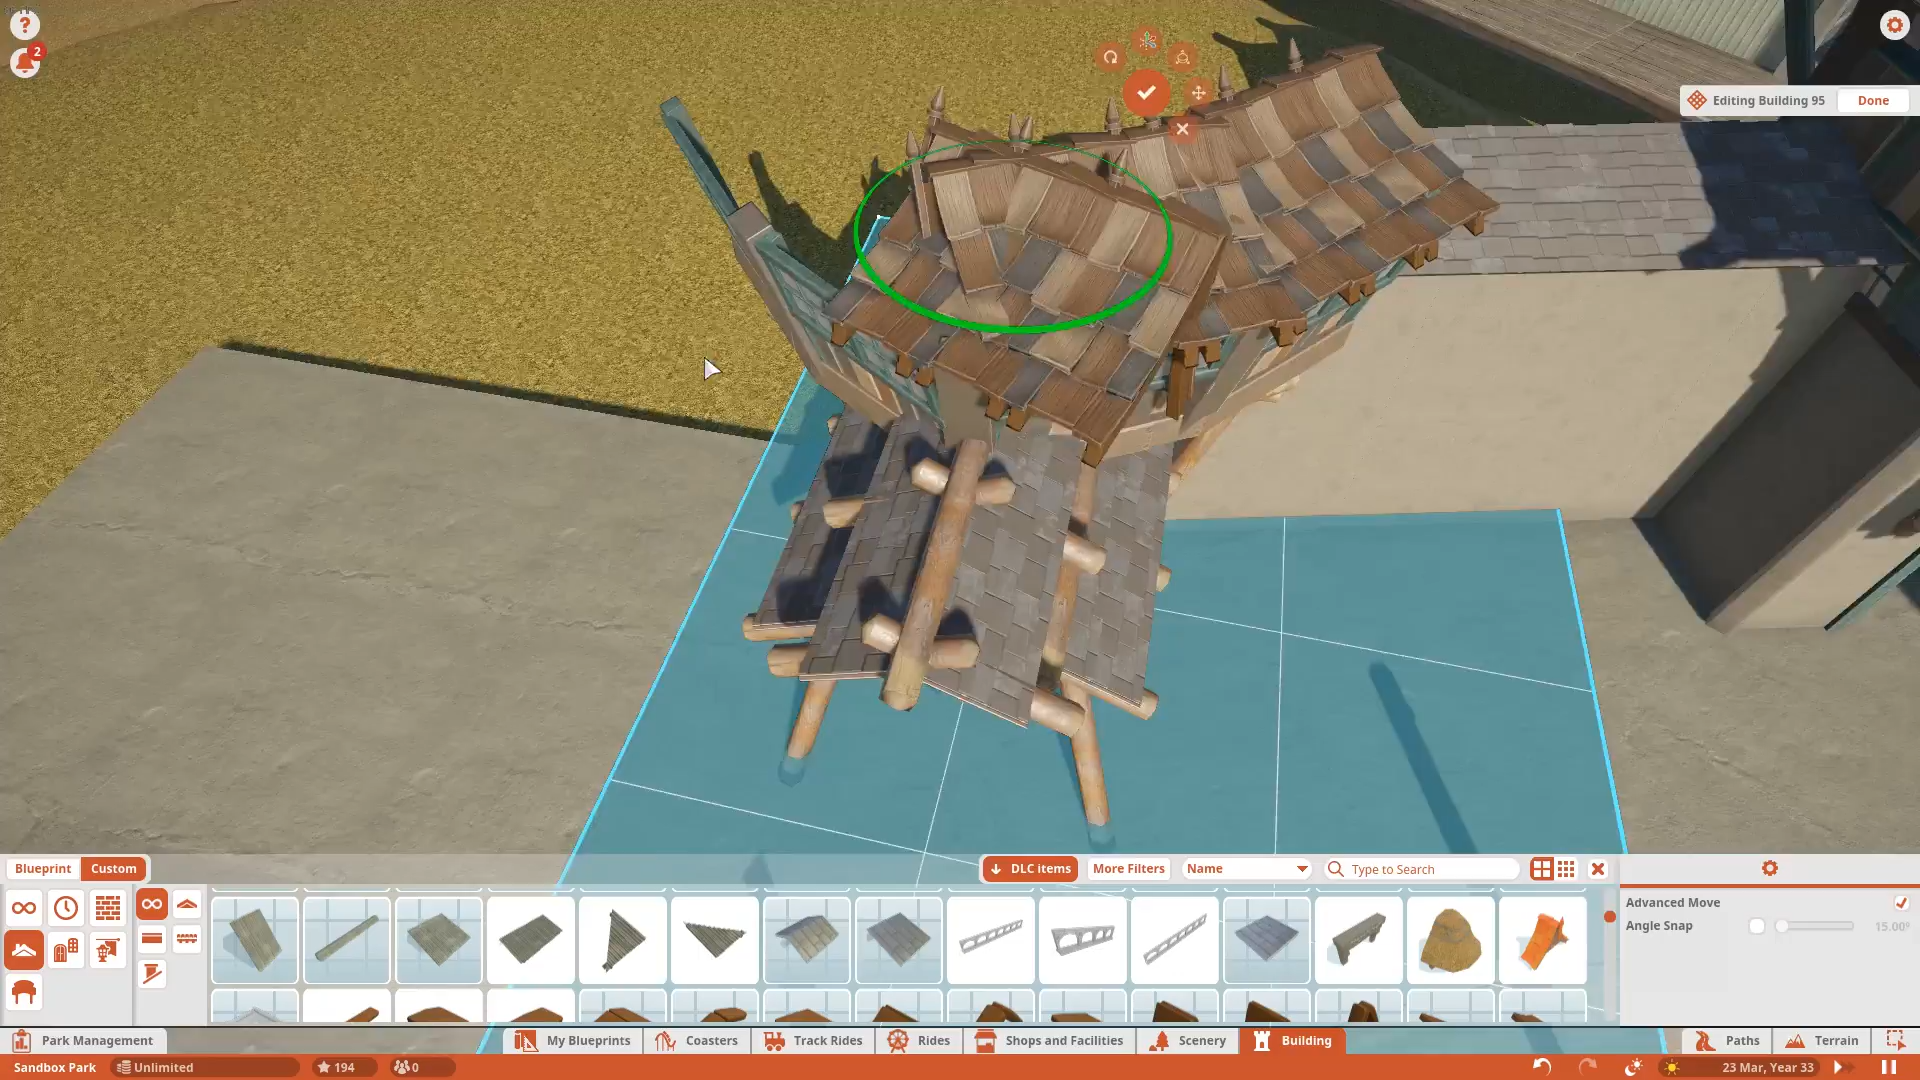 ?
2
Editing Building 95
Done
Blueprint
Custom
DLC items
More Filters
Name
Type to Search
Advanced Move
Angle Snap
15.00°
Park Management
My Blueprints
Coasters
Track Rides
Rides
Shops and Facilities
Scenery
Building
Paths
Terrain
Sandbox Park
Unlimited
194
0
23 Mar, Year 33